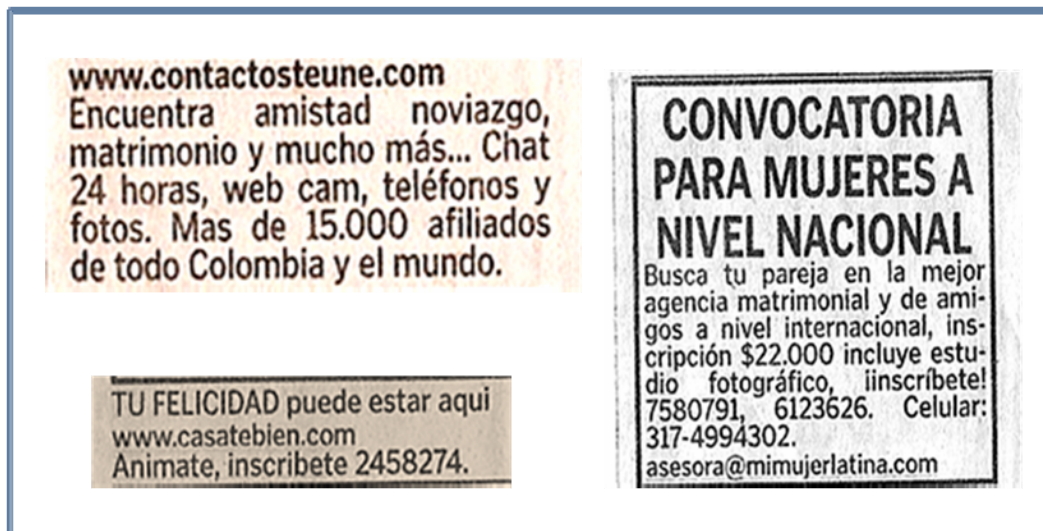 www.contactosteune.com
Encuentra amistad noviazgo,
matrimonio y mucho más... Chat
24 horas, web cam, teléfonos y
fotos. Mas de 15.000 afiliados
de todo Colombia y el mundo.
TU FELICIDAD puede estar aqui
www.casatebien.com
Animate, inscribete 2458274.
CONVOCATORIA
PARA MUJERES A
NIVEL NACIONAL
Busca tu pareja en la mejor
agencia matrimonial y de ami-
gos a nivel internacional, ins-
cripción $22.000 incluye estu-
dio fotográfico, iinscríbete!
7580791, 6123626. Celular:
317-4994302.
asesora@mimujerlatina.com